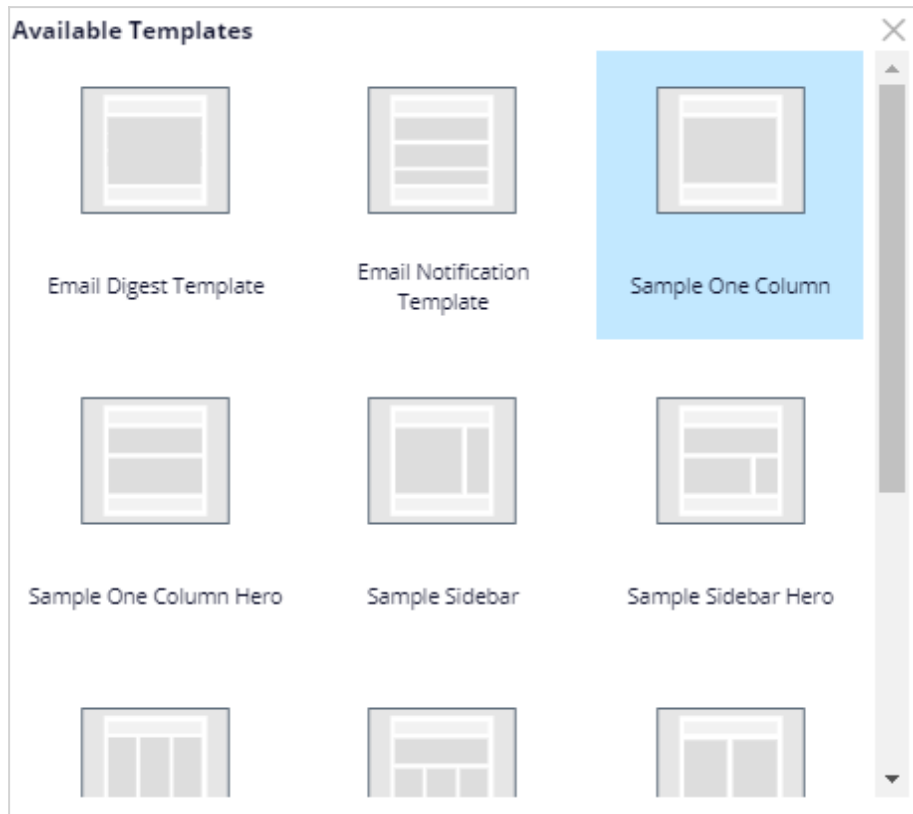 Available Templates
Email Digest Template
Email Notification
Template
Sample One Column
Sample One Column Hero
Sample Sidebar
Sample Sidebar Hero